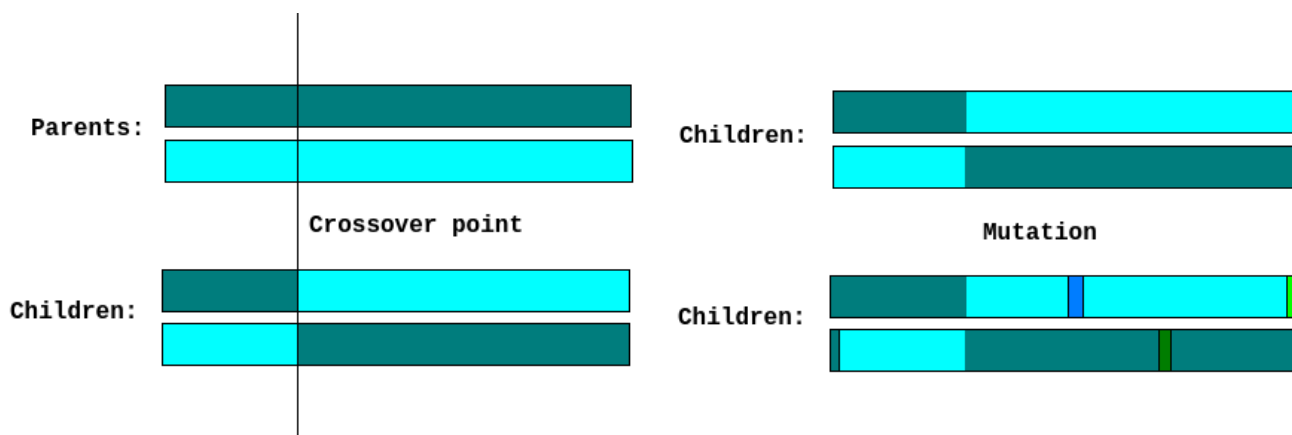 Parents:
Crossover point
Children:
Children:
Mutation
Children: